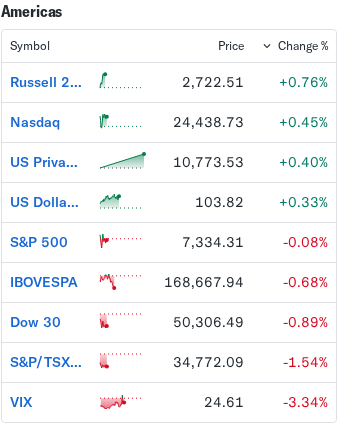 Americas
Symbol Price Change %
Russell 2... 2,722.51 +0.76%
Nasdaq 24,438.73 +0.45%
US Priva... 10,773.53 +0.40%
US Dolla... 103.82 +0.33%
S&P 500 7,334.31 -0.08%
IBOVESPA 168,667.94 -0.68%
Dow 30 50,306.49 -0.89%
S&P/TSX... 34,772.09 -1.54%
VIX 24.61 -3.34%